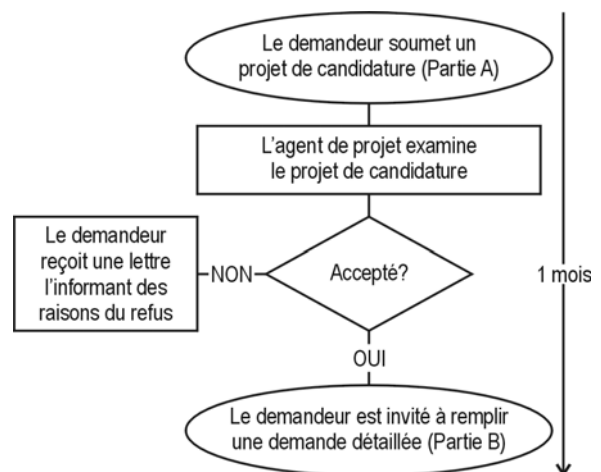 Le demandeur soumet un
projet de candidature (Partie A)
L'agent de projet examine
le projet de candidature
Le demandeur
reçoit une lettre
l'informant des
raisons du refus
NON
Accepté?
1 mois
OUI
Le demandeur est invité à remplir
une demande détaillée (Partie B)